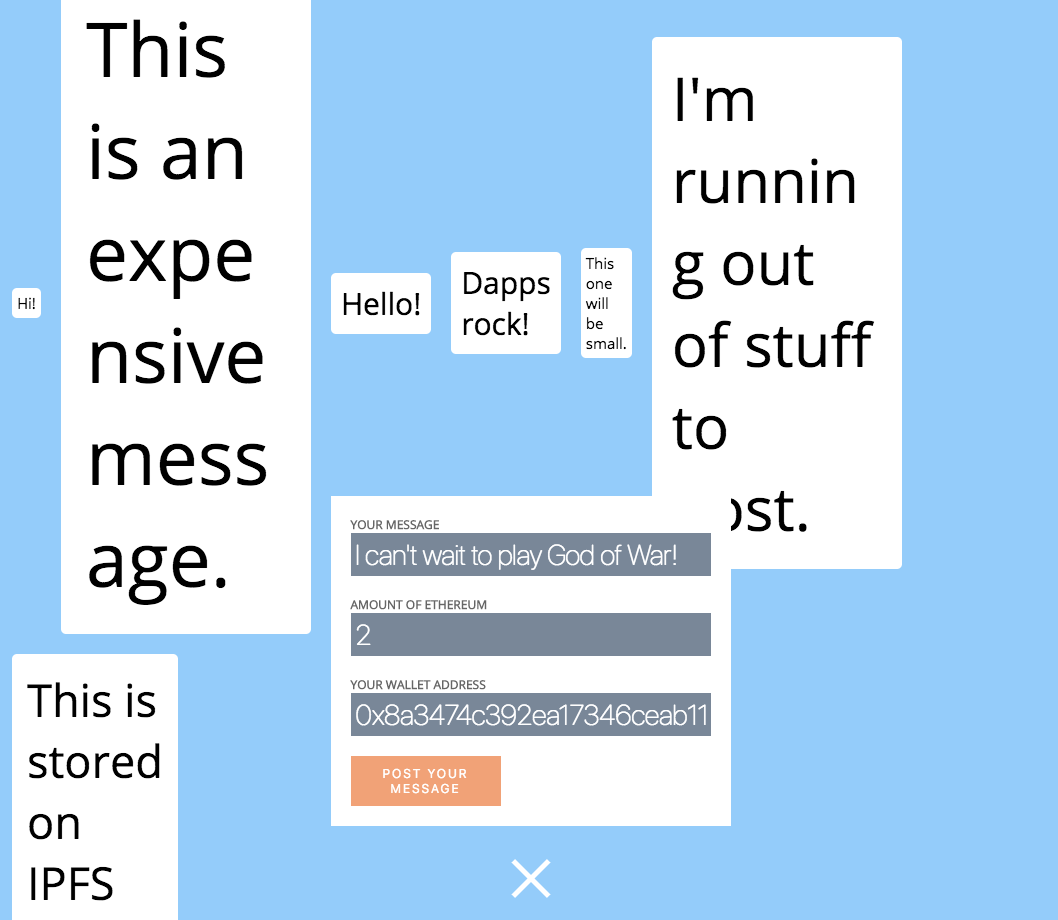 Hi!
This
is an
expe
nsive
mess
age.
Hello!
Dapps
rock!
This
one
will
be
small.
I'm
runnin
g out
of stuff
to
ost.
YOUR MESSAGE
I can't wait to play God of War!
AMOUNT OF ETHEREUM
2
YOUR WALLET ADDRESS
0x8a3474c392ea17346ceab11
POST YOUR
MESSAGE
This is
stored
on
IPFS